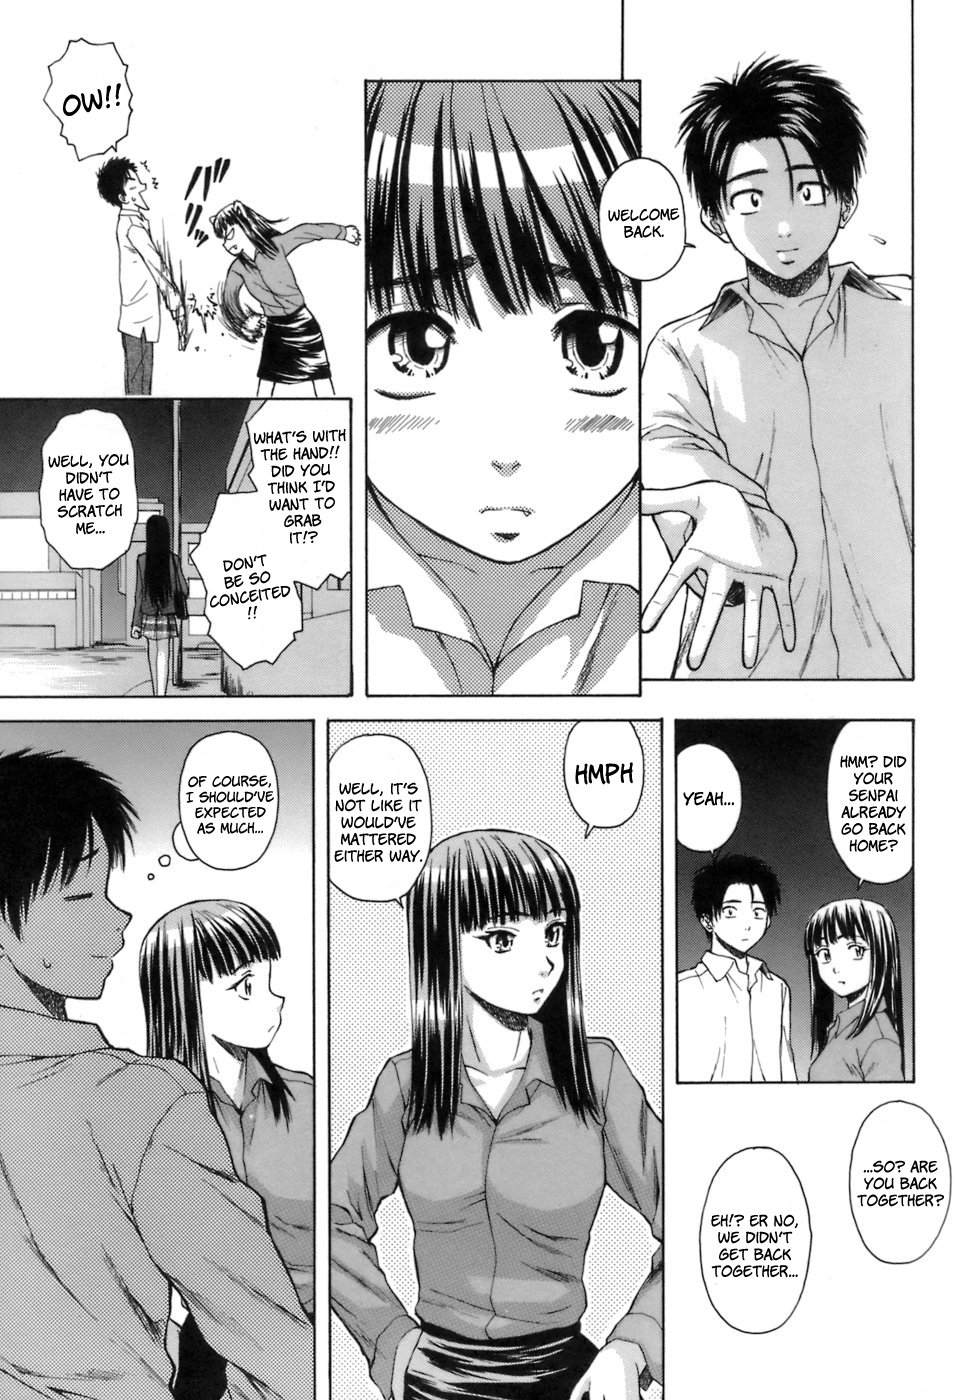 WELCOME
BACK.
OW!!
WHAT'S WITH
THE HAND!!
DID YOU
THINK I'D
WANT TO
GRAB
IT!?
DON'T
BE SO
CONCEITED
!!
WELL, YOU
DIDN'T
HAVE TO
SCRATCH
ME...
HMM? DID
YOUR
SENPAI
ALREADY
GO BACK
HOME?
YEAH...
...SO? ARE
YOU BACK
TOGETHER?
EH!? ER NO,
WE DIDN'T
GET BACK
TOGETHER...
HMPH
WELL, IT'S
NOT LIKE IT
WOULD'VE
MATTERED
EITHER WAY.
OF COURSE,
I SHOULD'VE
EXPECTED
AS MUCH...